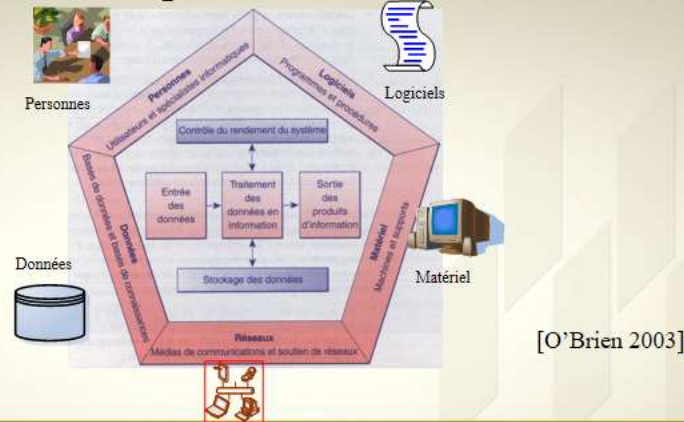 Personnes
Logiciels
Personnes
Utilisateurs et spécialistes informatiques
Logiciels
Programmes et procédures
Contrôle du rendement du système
Entrée
des
données
Traitement
des
données en
information
Sortie
des
produits
d'information
Stockage des données
Données
Bases de données et bases de connaissances
Matériel
Machines et supports
Données
Matériel
Réseaux
Médias de communications et soutien de réseaux
[O'Brien 2003]